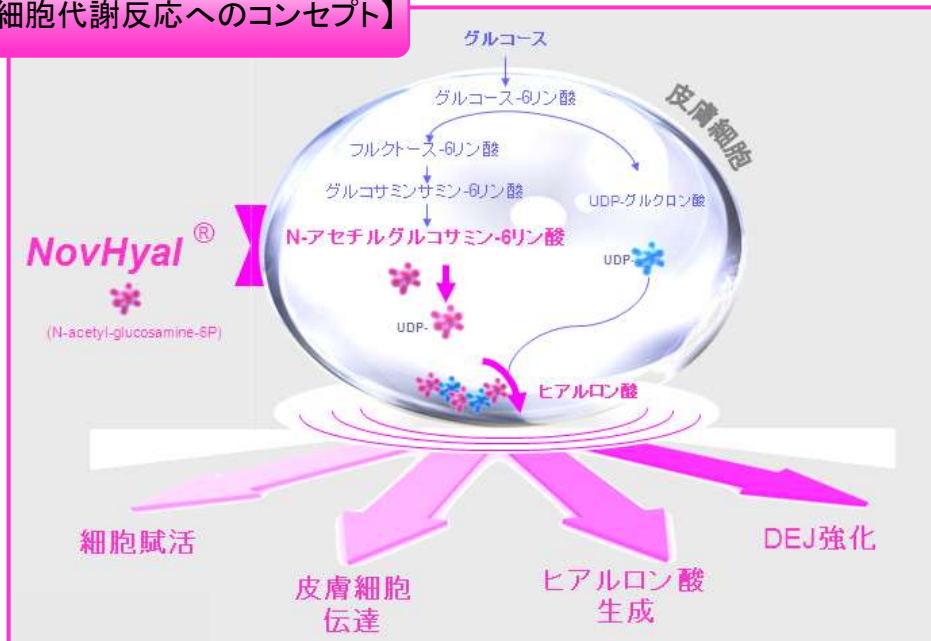 細胞代謝反応へのコンセプト】
グルコース
グルコース-6リン酸
皮膚細胞
フルクトース-6リン酸
グルコサミンサミン-6リン酸
UDP-グルクロン酸
N-アセチルグルコサミン-6リン酸
NovHyal ®
(N-acetyl-glucosamine-6P)
UDP-
UDP-
ヒアルロン酸
細胞賦活
皮膚細胞
伝達
ヒアルロン酸
生成
DEJ強化